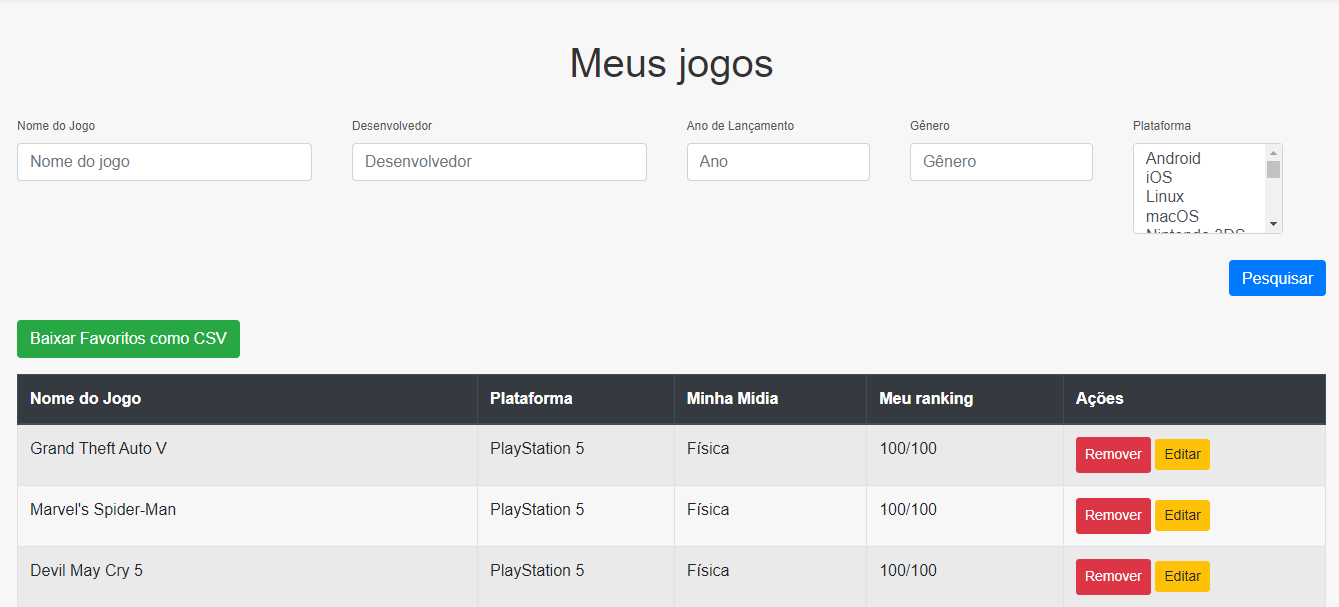 Meus jogos
Nome do Jogo Desenvolvedor Ano de Lançamento Gênero Plataforma
Nome do jogo Desenvolvedor Ano Gênero Android
iOS
Linux
macOS
Nintendo 3DS
Pesquisar
Baixar Favoritos como CSV
Nome do Jogo Plataforma Minha Mídia Meu ranking Ações
Grand Theft Auto V PlayStation 5 Física 100/100 Remover Editar
Marvel's Spider-Man PlayStation 5 Física 100/100 Remover Editar
Devil May Cry 5 PlayStation 5 Física 100/100 Remover Editar